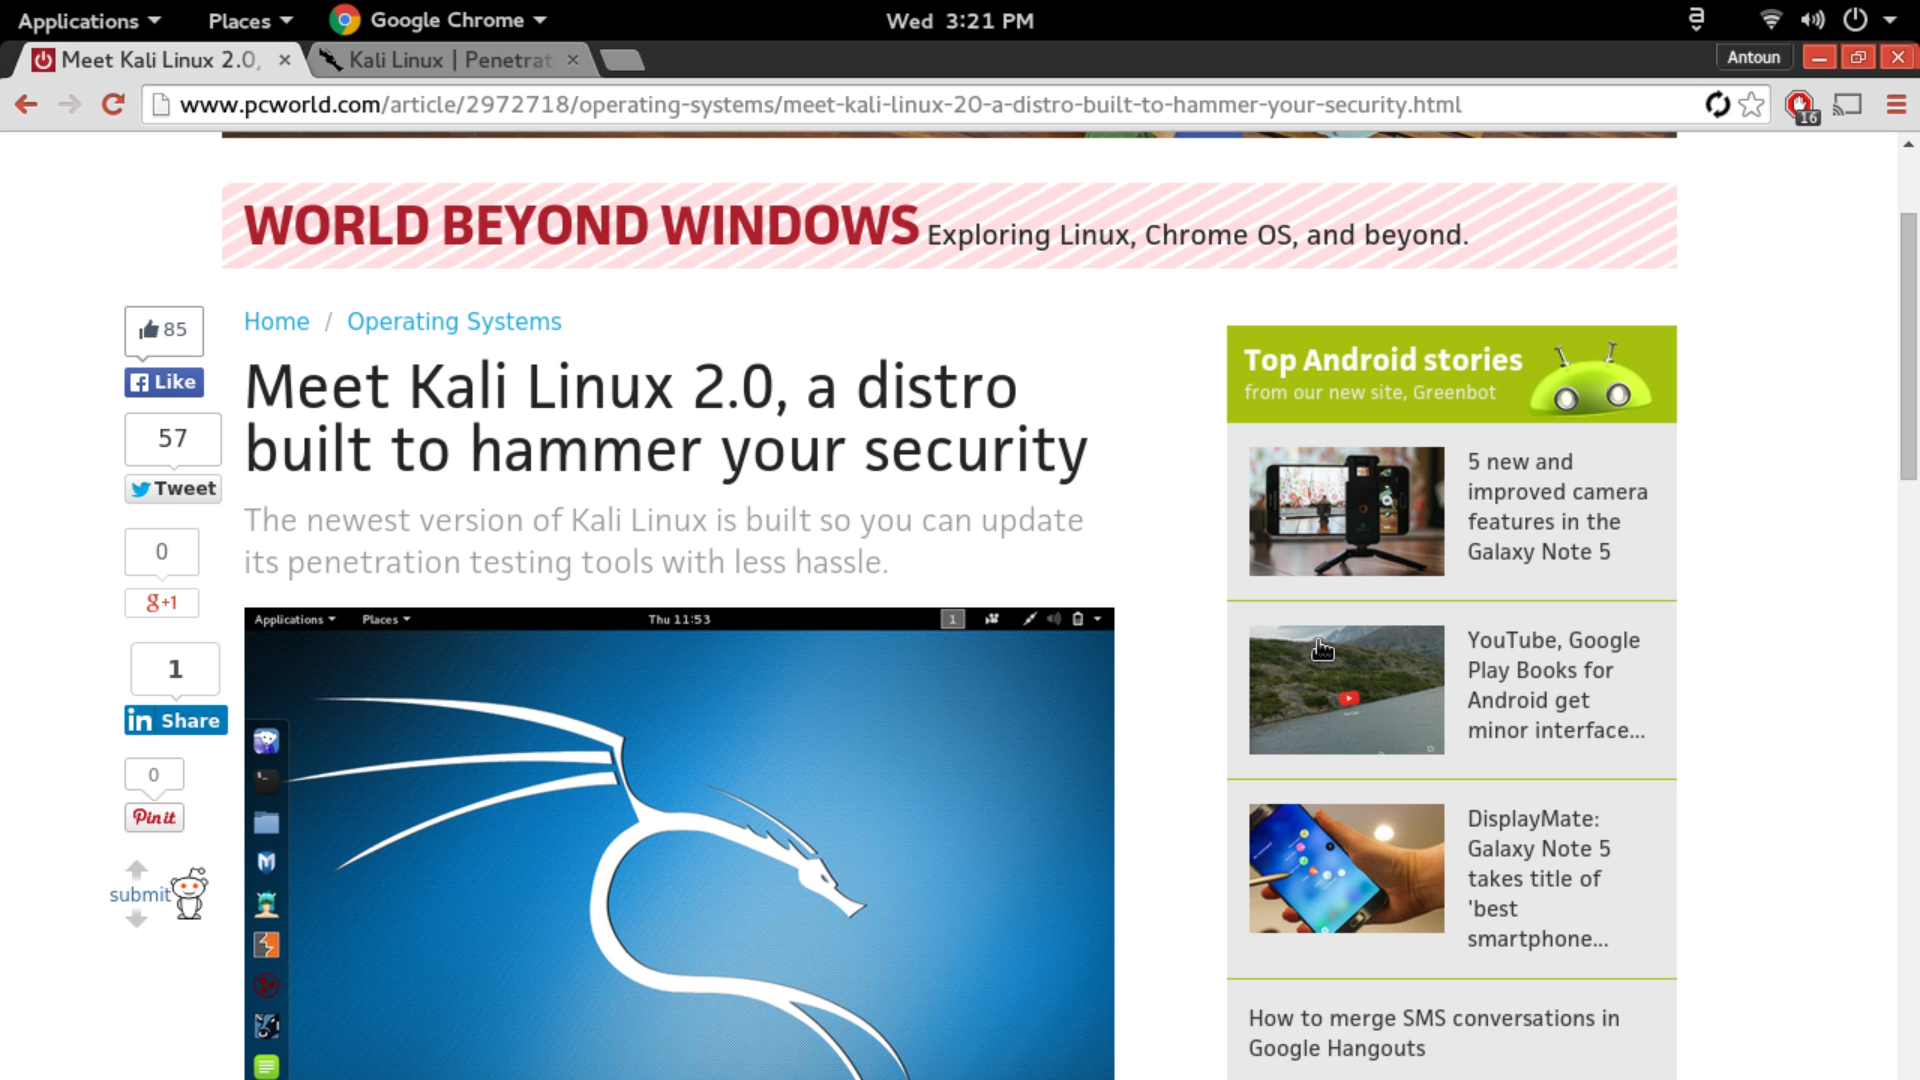 Applications Places Google Chrome Wed 3:21 PM
Meet Kali Linux 2.0, Kali Linux | Penetrat Antoun
www.pcworld.com/article/2972718/operating-systems/meet-kali-linux-20-a-distro-built-to-hammer-your-security.html 16
WORLD BEYOND WINDOWS Exploring Linux, Chrome OS, and beyond.
Home / Operating Systems
Meet Kali Linux 2.0, a distro
built to hammer your security
The newest version of Kali Linux is built so you can update
its penetration testing tools with less hassle.
85
Like
57
Tweet
0
g+1
1
in Share
0
Pin it
submit
Applications Places Thu 11:53 1
Top Android stories
from our new site, Greenbot
5 new and
improved camera
features in the
Galaxy Note 5
YouTube, Google
Play Books for
Android get
minor interface...
DisplayMate:
Galaxy Note 5
takes title of
'best
smartphone...
How to merge SMS conversations in
Google Hangouts